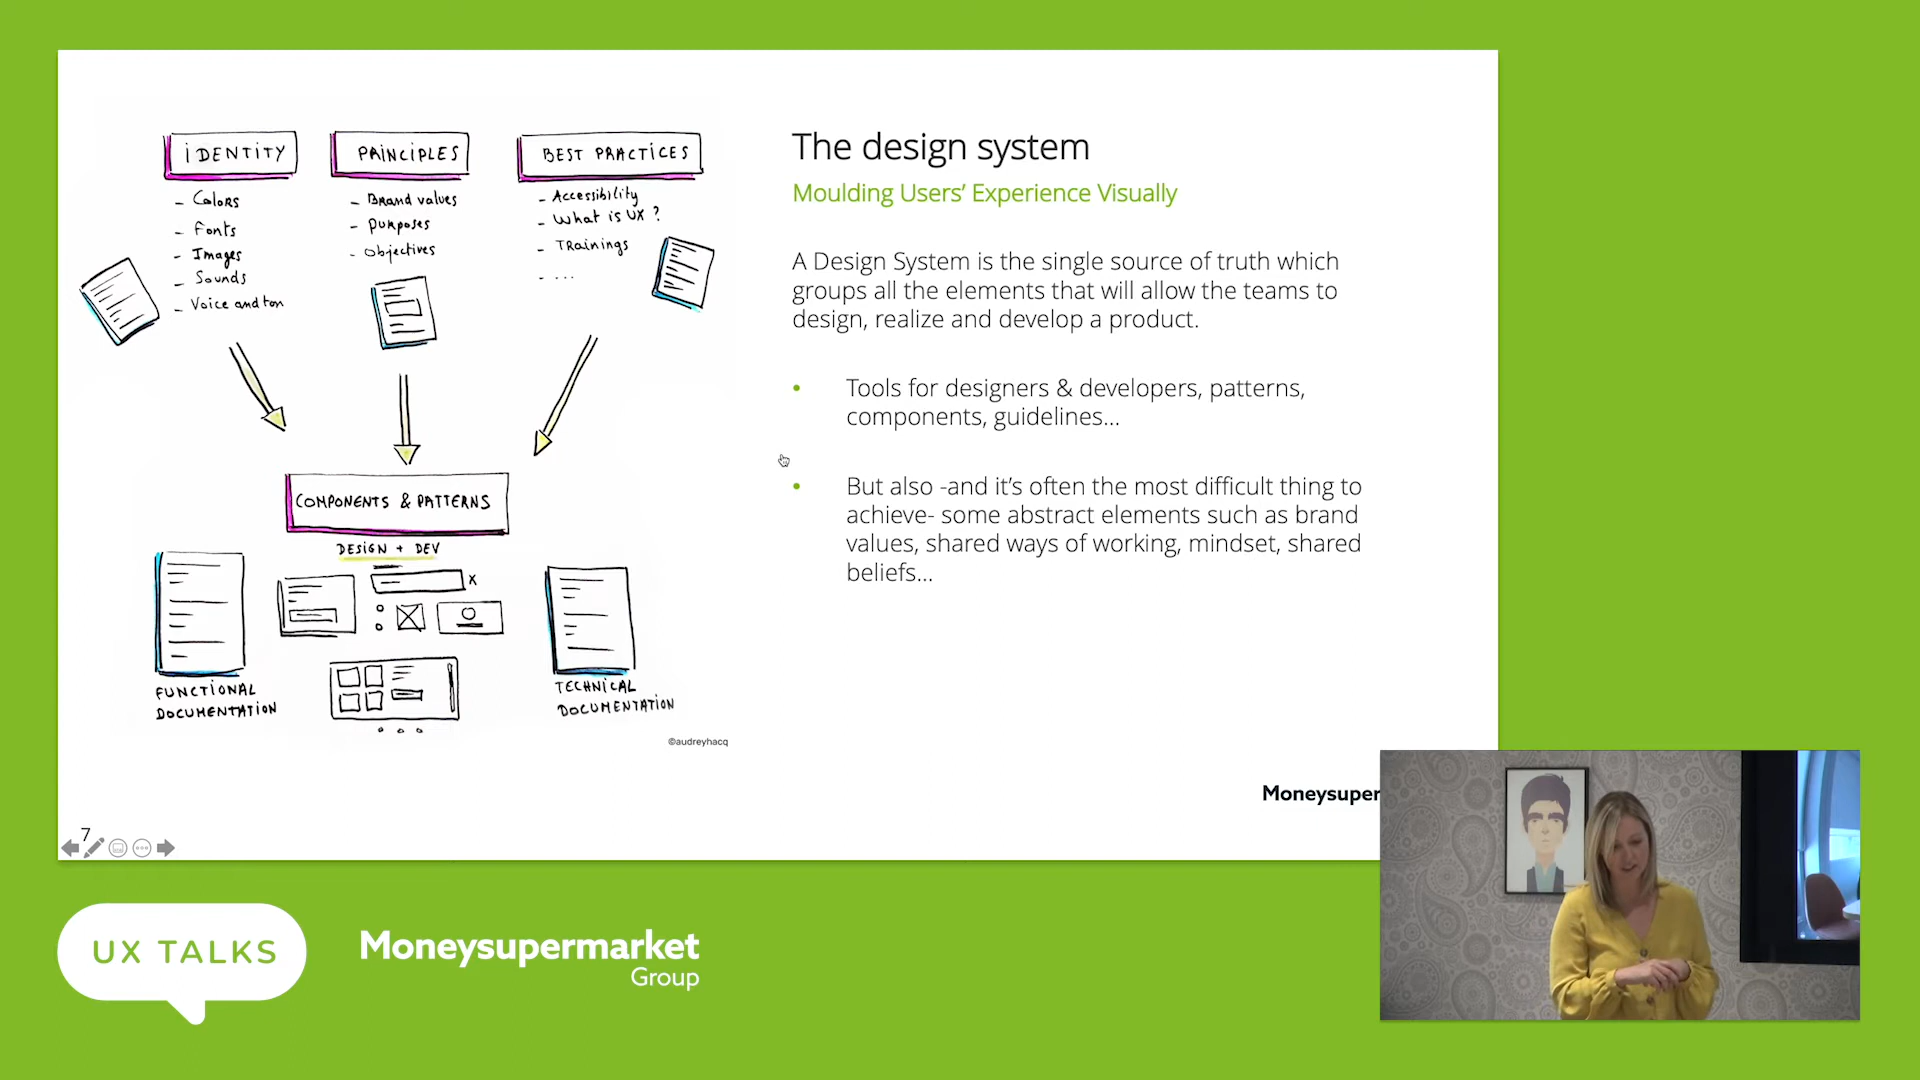 IDENTITY
PRINCIPLES
BEST PRACTICES
- Colors
- Fonts
- Images
- Sounds
- Voice and ton
- Brand values
- Purposes
- Objectives
- Accessibility
- What is UX ?
- Trainings
- ...
COMPONENTS & PATTERNS
DESIGN + DEV
FUNCTIONAL
DOCUMENTATION
TECHNICAL
DOCUMENTATION
©audreyhacq
The design system
Moulding Users’ Experience Visually
A Design System is the single source of truth which
groups all the elements that will allow the teams to
design, realize and develop a product.
• Tools for designers & developers, patterns,
components, guidelines...
• But also -and it’s often the most difficult thing to
achieve- some abstract elements such as brand
values, shared ways of working, mindset, shared
beliefs...
Moneysuper
7
UX TALKS
Moneysupermarket
Group